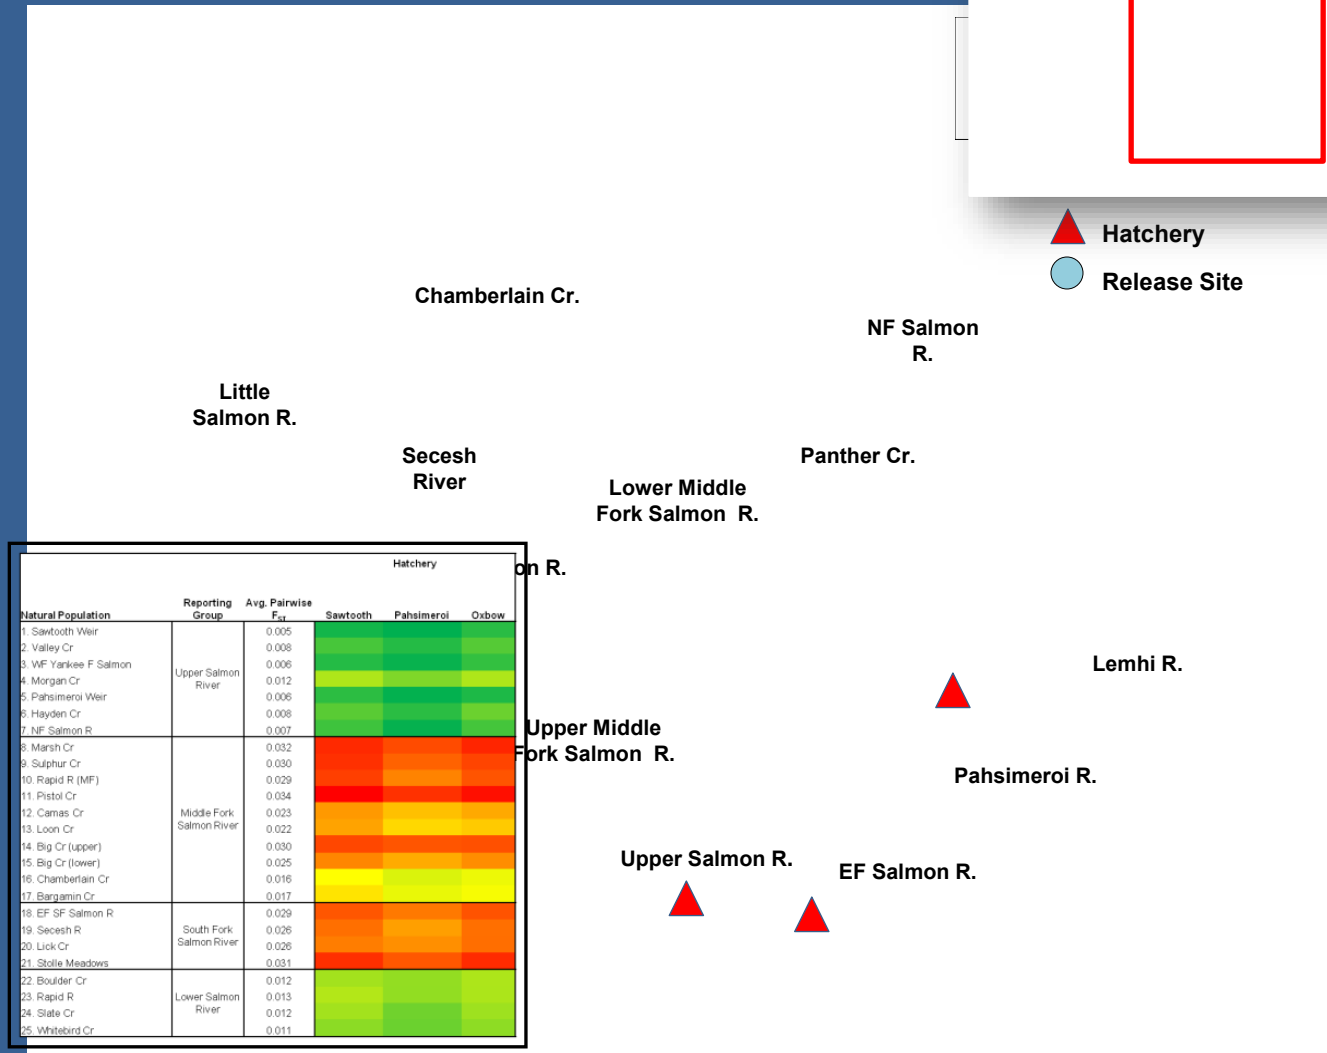 Hatchery
Release Site
Chamberlain Cr.
NF Salmon
R.
Little
Salmon R.
Secesh
River
Panther Cr.
Lower Middle
Fork Salmon R.
on R.
Lemhi R.
Upper Middle
Fork Salmon R.
Pahsimeroi R.
Upper Salmon R.
EF Salmon R.
Hatchery
Natural Population Reporting Group Avg. Pairwise FST Sawtooth Pahsimeroi Oxbow
1. Sawtooth Weir 0.005
2. Valley Cr 0.008
3. WF Yankee F Salmon 0.006
Upper Salmon River
4. Morgan Cr 0.012
5. Pahsimeroi Weir 0.006
6. Hayden Cr 0.008
7. NF Salmon R 0.007
8. Marsh Cr 0.032
9. Sulphur Cr 0.030
10. Rapid R (MF) 0.029
11. Pistol Cr 0.034
12. Camas Cr Middle Fork 0.023
13. Loon Cr Salmon River 0.022
14. Big Cr (upper) 0.030
15. Big Cr (lower) 0.025
16. Chamberlain Cr 0.016
17. Bargamin Cr 0.017
18. EF SF Salmon R 0.029
19. Secesh R South Fork 0.026
20. Lick Cr Salmon River 0.026
21. Stolle Meadows 0.031
22. Boulder Cr 0.012
23. Rapid R Lower Salmon 0.013
24. Slate Cr River 0.012
25. Whitebird Cr 0.011